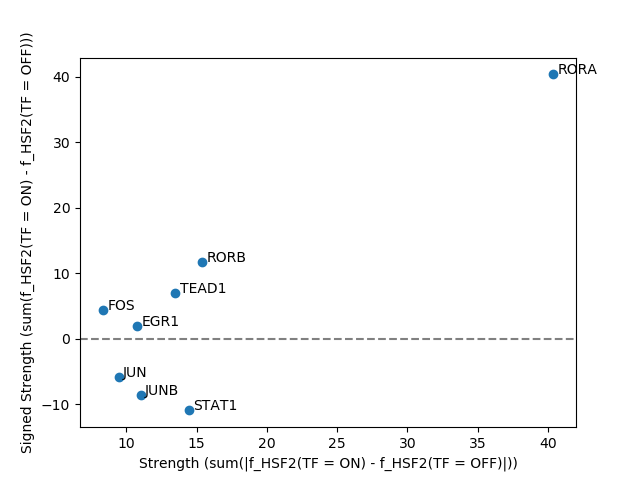 Signed Strength (sum(f_HSF2(TF = ON) - f_HSF2(TF = OFF)))
40
30
20
10
0
−10
RORA
RORB
TEAD1
FOS
EGR1
JUN
JUNB
STAT1
10 15 20 25 30 35 40
Strength (sum(|f_HSF2(TF = ON) - f_HSF2(TF = OFF)|))